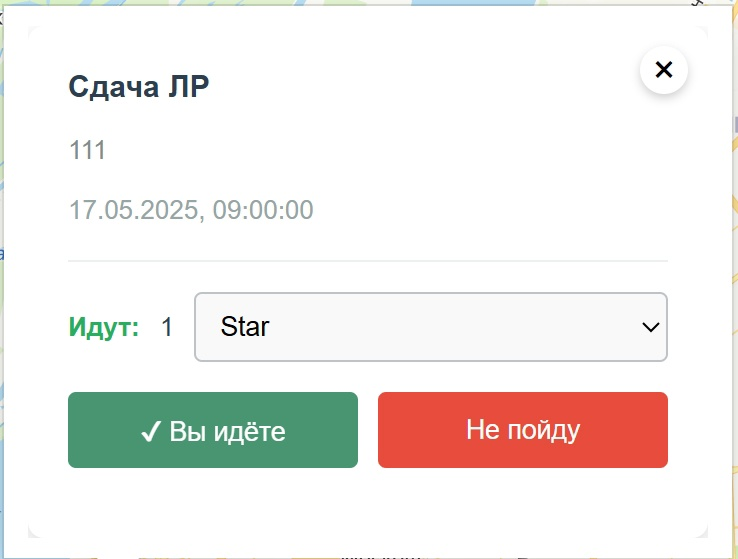 Сдача ЛР
111
17.05.2025, 09:00:00
Идут: 1 Star
✓ Вы идёте
Не пойду